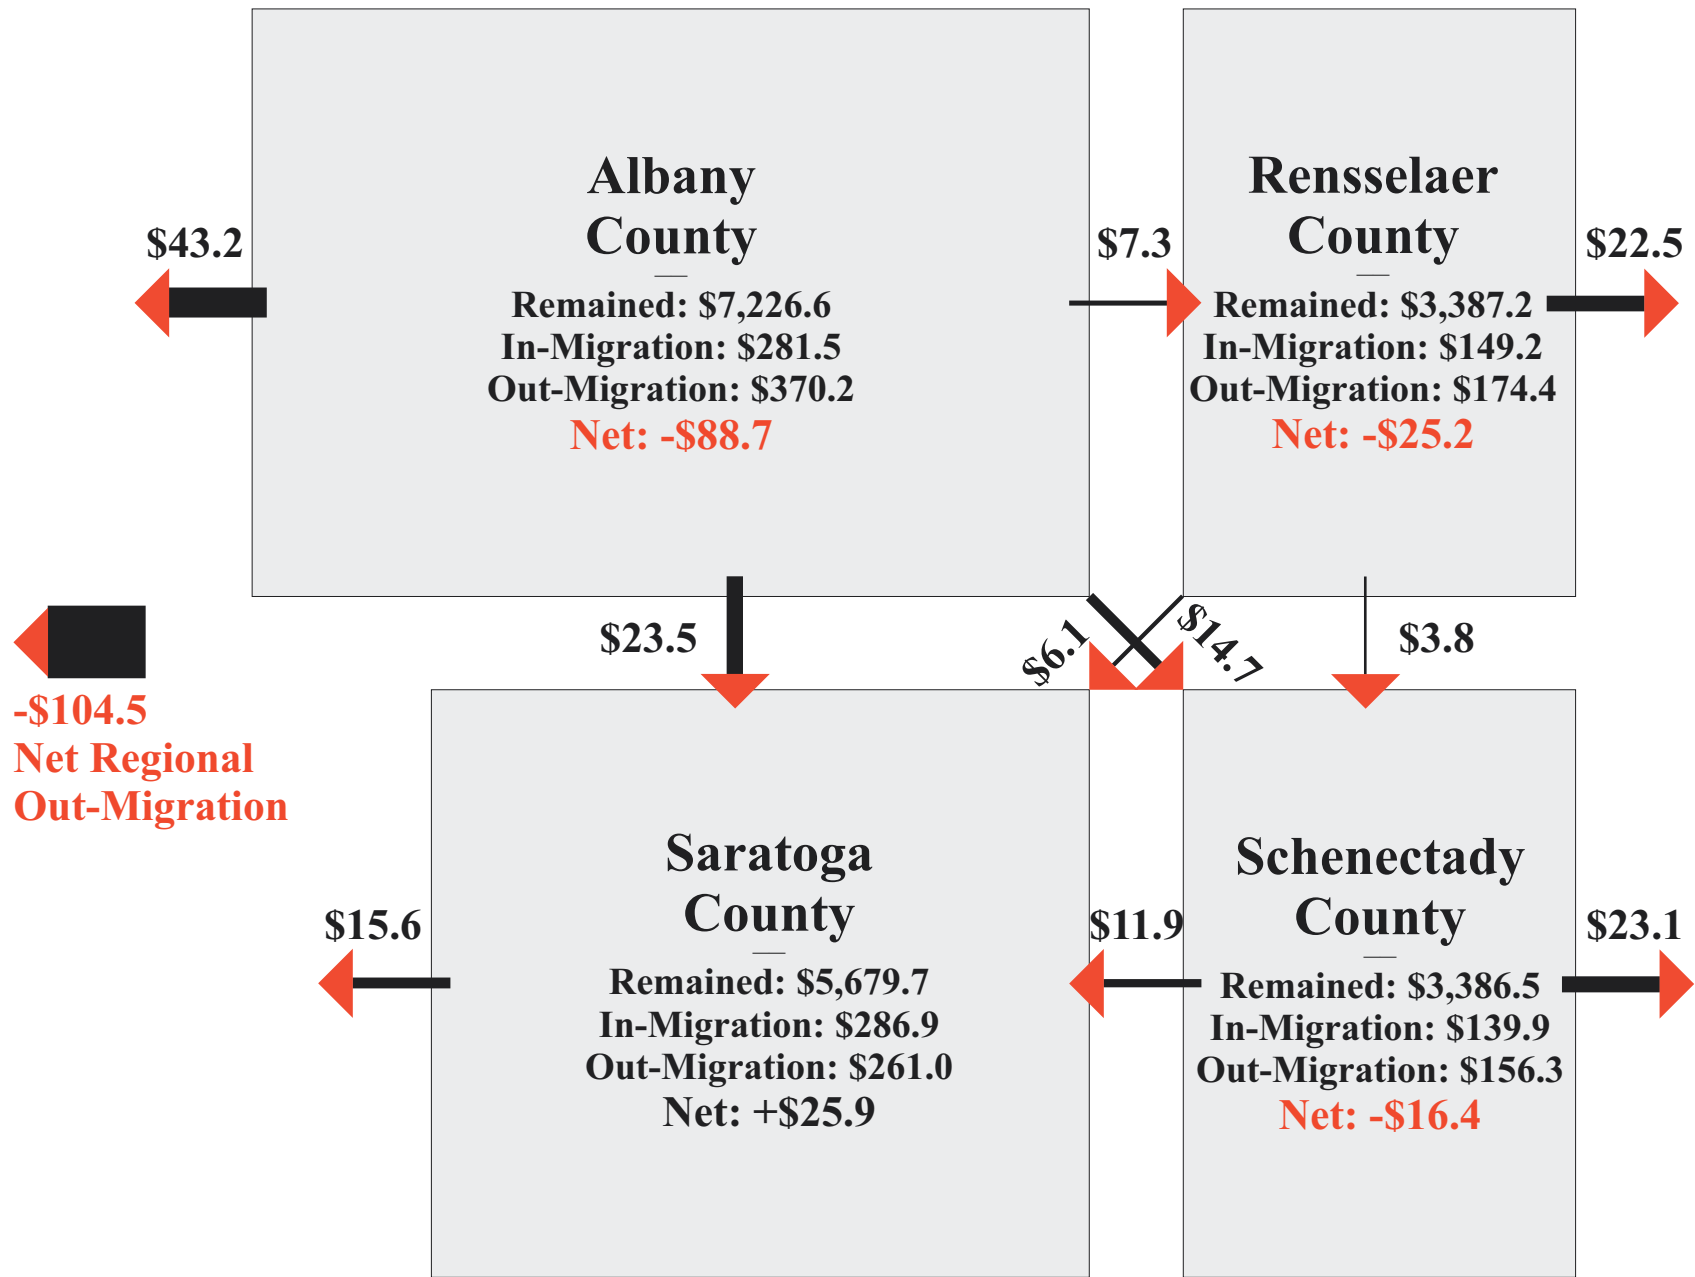 Albany
County
Remained: $7,226.6
In-Migration: $281.5
Out-Migration: $370.2
Net: -$88.7
Rensselaer
County
Remained: $3,387.2
In-Migration: $149.2
Out-Migration: $174.4
Net: -$25.2
$43.2
$7.3
$22.5
$23.5
$6.1
$14.7
$3.8
-$104.5
Net Regional
Out-Migration
Saratoga
County
Remained: $5,679.7
In-Migration: $286.9
Out-Migration: $261.0
Net: +$25.9
Schenectady
County
Remained: $3,386.5
In-Migration: $139.9
Out-Migration: $156.3
Net: -$16.4
$15.6
$11.9
$23.1